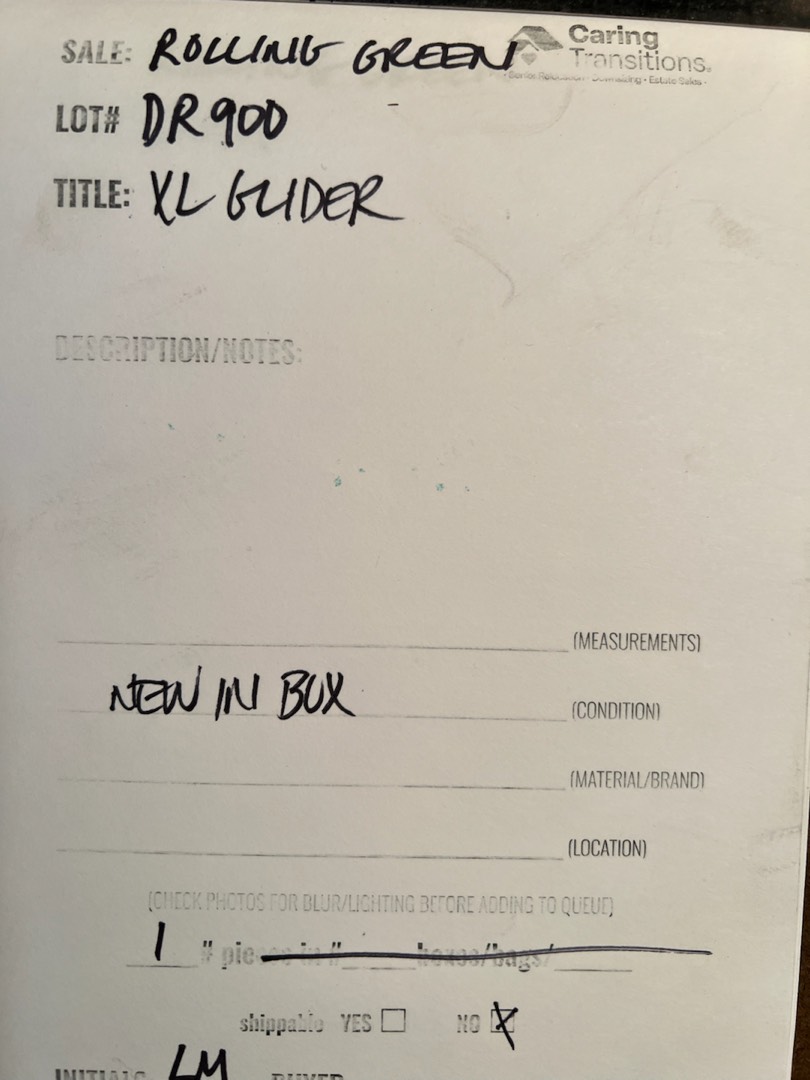 SALE: ROLLING GREEN
Caring
Transitions.
LOT# DR900
TITLE: XL GLIDER
DESCRIPTION/NOTES:
(MEASUREMENTS)
NEW IN BOX (CONDITION)
(MATERIAL/BRAND)
(LOCATION)
(CHECK PHOTOS FOR BLUR/LIGHTING BEFORE ADDING TO QUEUE)
1 # pieces in # boxes/bags/
shippable YES NO
INITIALS LM BUYER